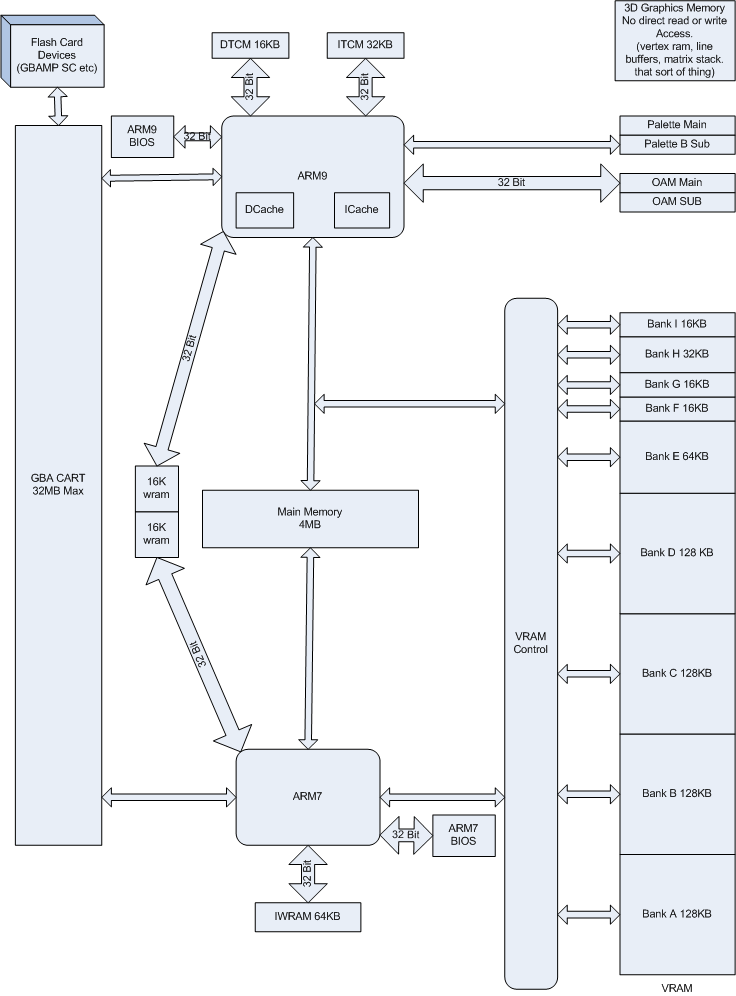 Flash Card
Devices
(GBAMP SC etc)
DTCM 16KB
ITCM 32KB
3D Graphics Memory
No direct read or write
Access.
(vertex ram, line
buffers, matrix stack.
that sort of thing)
32 Bit
32 Bit
ARM9
BIOS
32 Bit
ARM9
DCache
ICache
Palette Main
Palette B Sub
32 Bit
OAM Main
OAM SUB
32 Bit
Bank I 16KB
Bank H 32KB
Bank G 16KB
Bank F 16KB
Bank E 64KB
GBA CART
32MB Max
16K
wram
16K
wram
Main Memory
4MB
Bank D 128 KB
VRAM
Control
32 Bit
Bank C 128KB
ARM7
Bank B 128KB
32 Bit
ARM7
BIOS
32 Bit
IWRAM 64KB
Bank A 128KB
VRAM